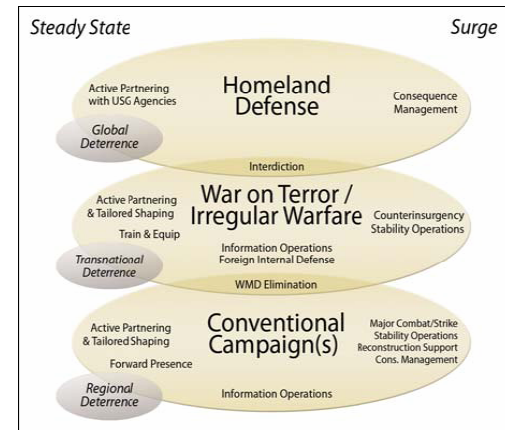 Steady State
Surge
Homeland
Defense
Active Partnering
with USG Agencies
Consequence
Management
Global
Deterrence
Interdiction
War on Terror /
Irregular Warfare
Active Partnering
& Tailored Shaping
Train & Equip
Counterinsurgency
Stability Operations
Information Operations
Foreign Internal Defense
Transnational
Deterrence
WMD Elimination
Conventional
Campaign(s)
Active Partnering
& Tailored Shaping
Forward Presence
Major Combat/Strike
Stability Operations
Reconstruction Support
Cons. Management
Regional
Deterrence
Information Operations